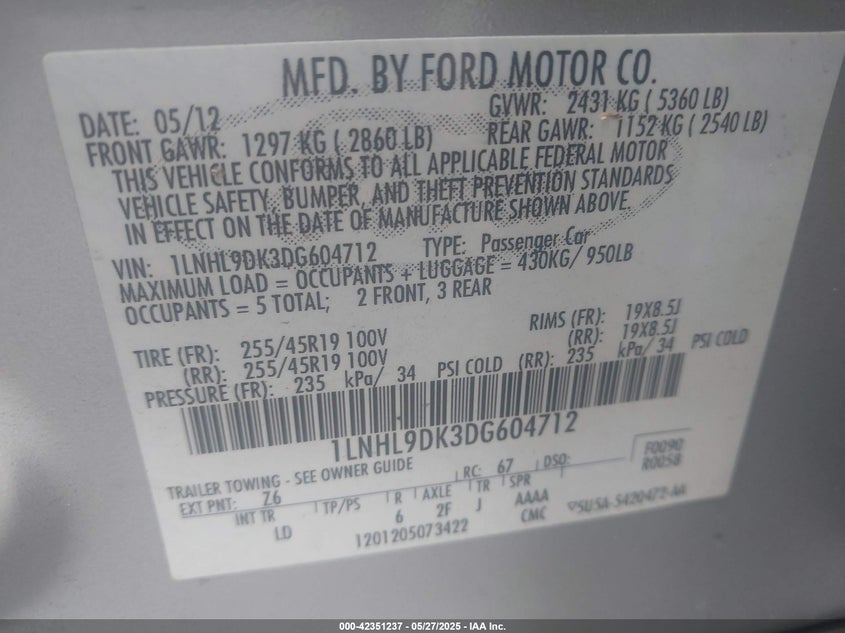 MFD. BY FORD MOTOR CO.
DATE: 05/12 GVWR: 2431 KG ( 5360 LB)
FRONT GAWR: 1297 KG ( 2860 LB) REAR GAWR: 1152 KG ( 2540 LB)
THIS VEHICLE CONFORMS TO ALL APPLICABLE FEDERAL MOTOR
VEHICLE SAFETY, BUMPER, AND THEFT PREVENTION STANDARDS
IN EFFECT ON THE DATE OF MANUFACTURE SHOWN ABOVE.
VIN: 1LNHL9DK3DG604712 TYPE: Passenger Car
MAXIMUM LOAD = OCCUPANTS + LUGGAGE = 430KG/ 950LB
OCCUPANTS = 5 TOTAL; 2 FRONT, 3 REAR
TIRE (FR): 255/45R19 100V RIMS (FR): 19X8.5J
(RR): 255/45R19 100V (RR): 19X8.5J
PRESSURE (FR): 235 kPa/ 34 PSI COLD (RR): 235 kPa/ 34 PSI COLD
1LNHL9DK3DG604712
TRAILER TOWING - SEE OWNER GUIDE
F0090
R0058
EXT PNT: Z6 RC: 67 DSO:
INT TR TP/PS R AXLE TR SPR
LD 6 2F J AAAA
CMC
1201205073422
5U5A-5420472-AA
000-42351237 - 05/27/2025 - IAA Inc.